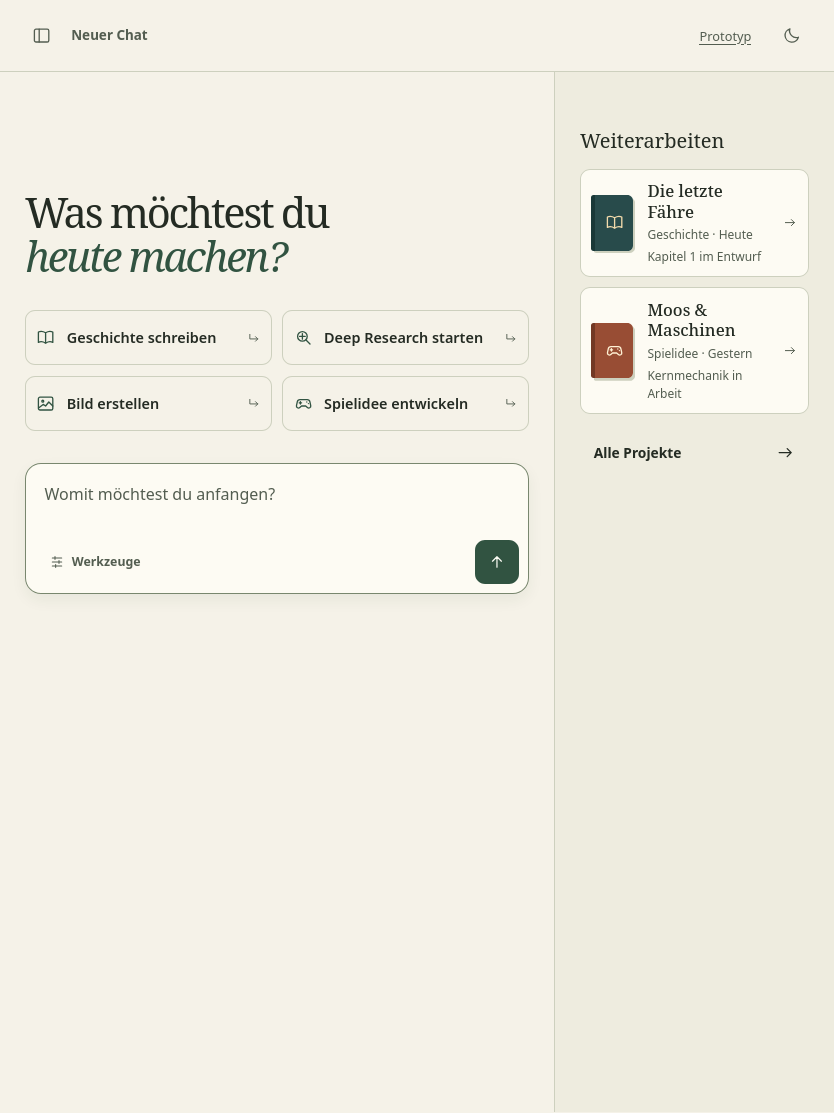 Neuer Chat
Prototyp
Was möchtest du
heute machen?
Geschichte schreiben
Deep Research starten
Bild erstellen
Spielidee entwickeln
Womit möchtest du anfangen?
Werkzeuge
Weiterarbeiten
Die letzte
Fähre
Geschichte · Heute
Kapitel 1 im Entwurf
Moos &
Maschinen
Spielidee · Gestern
Kernmechanik in
Arbeit
Alle Projekte